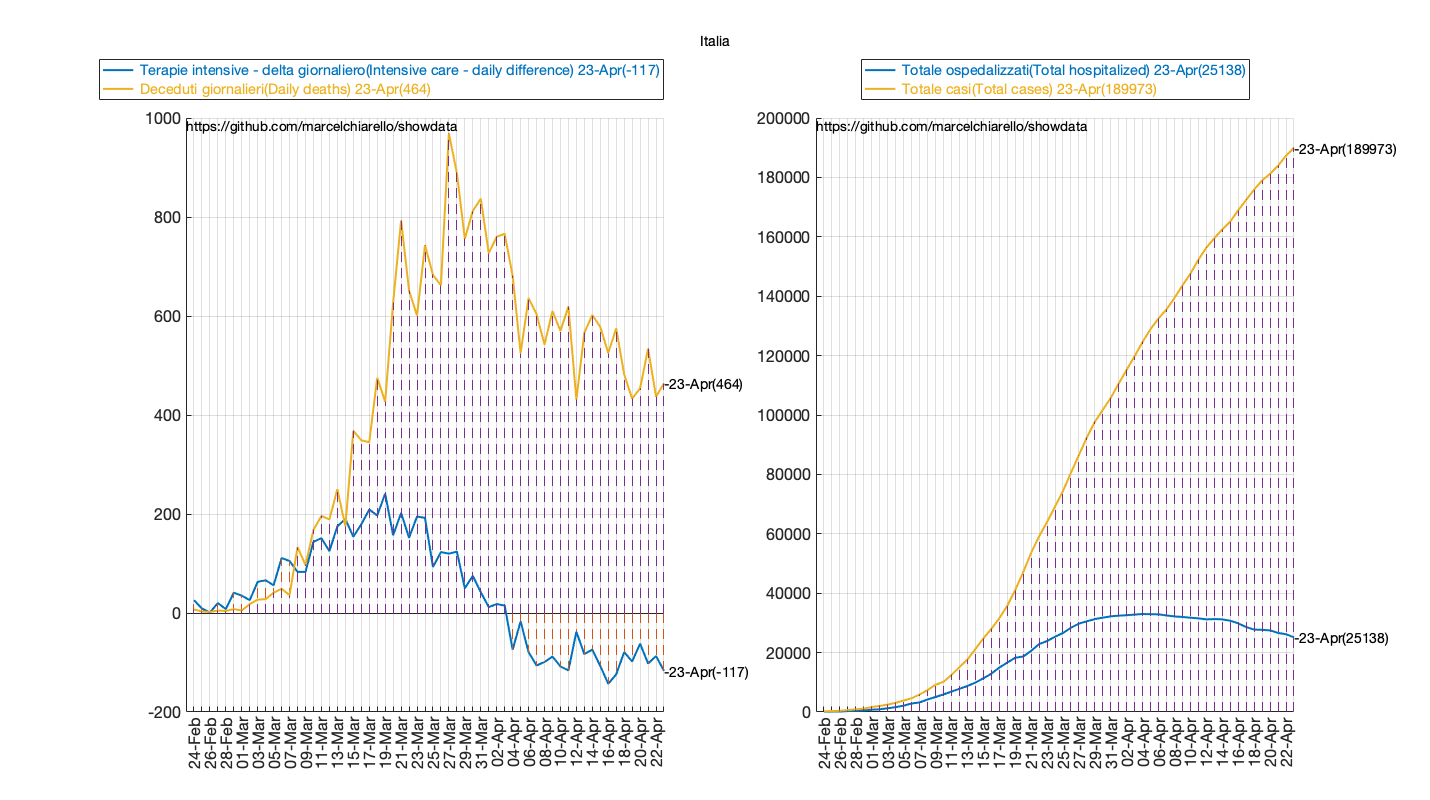 Italia
Terapie intensive - delta giornaliero(Intensive care - daily difference) 23-Apr(-117)
Deceduti giornalieri(Daily deaths) 23-Apr(464)
https://github.com/marcelchiarello/showdata
1000
800
600
400
200
0
-200
-23-Apr(464)
-23-Apr(-117)
24-Feb
26-Feb
28-Feb
01-Mar
03-Mar
05-Mar
07-Mar
09-Mar
11-Mar
13-Mar
15-Mar
17-Mar
19-Mar
21-Mar
23-Mar
25-Mar
27-Mar
29-Mar
31-Mar
02-Apr
04-Apr
06-Apr
08-Apr
10-Apr
12-Apr
14-Apr
16-Apr
18-Apr
20-Apr
22-Apr
Totale ospedalizzati(Total hospitalized) 23-Apr(25138)
Totale casi(Total cases) 23-Apr(189973)
https://github.com/marcelchiarello/showdata
200000
180000
160000
140000
120000
100000
80000
60000
40000
20000
0
-23-Apr(189973)
-23-Apr(25138)
24-Feb
26-Feb
28-Feb
01-Mar
03-Mar
05-Mar
07-Mar
09-Mar
11-Mar
13-Mar
15-Mar
17-Mar
19-Mar
21-Mar
23-Mar
25-Mar
27-Mar
29-Mar
31-Mar
02-Apr
04-Apr
06-Apr
08-Apr
10-Apr
12-Apr
14-Apr
16-Apr
18-Apr
20-Apr
22-Apr